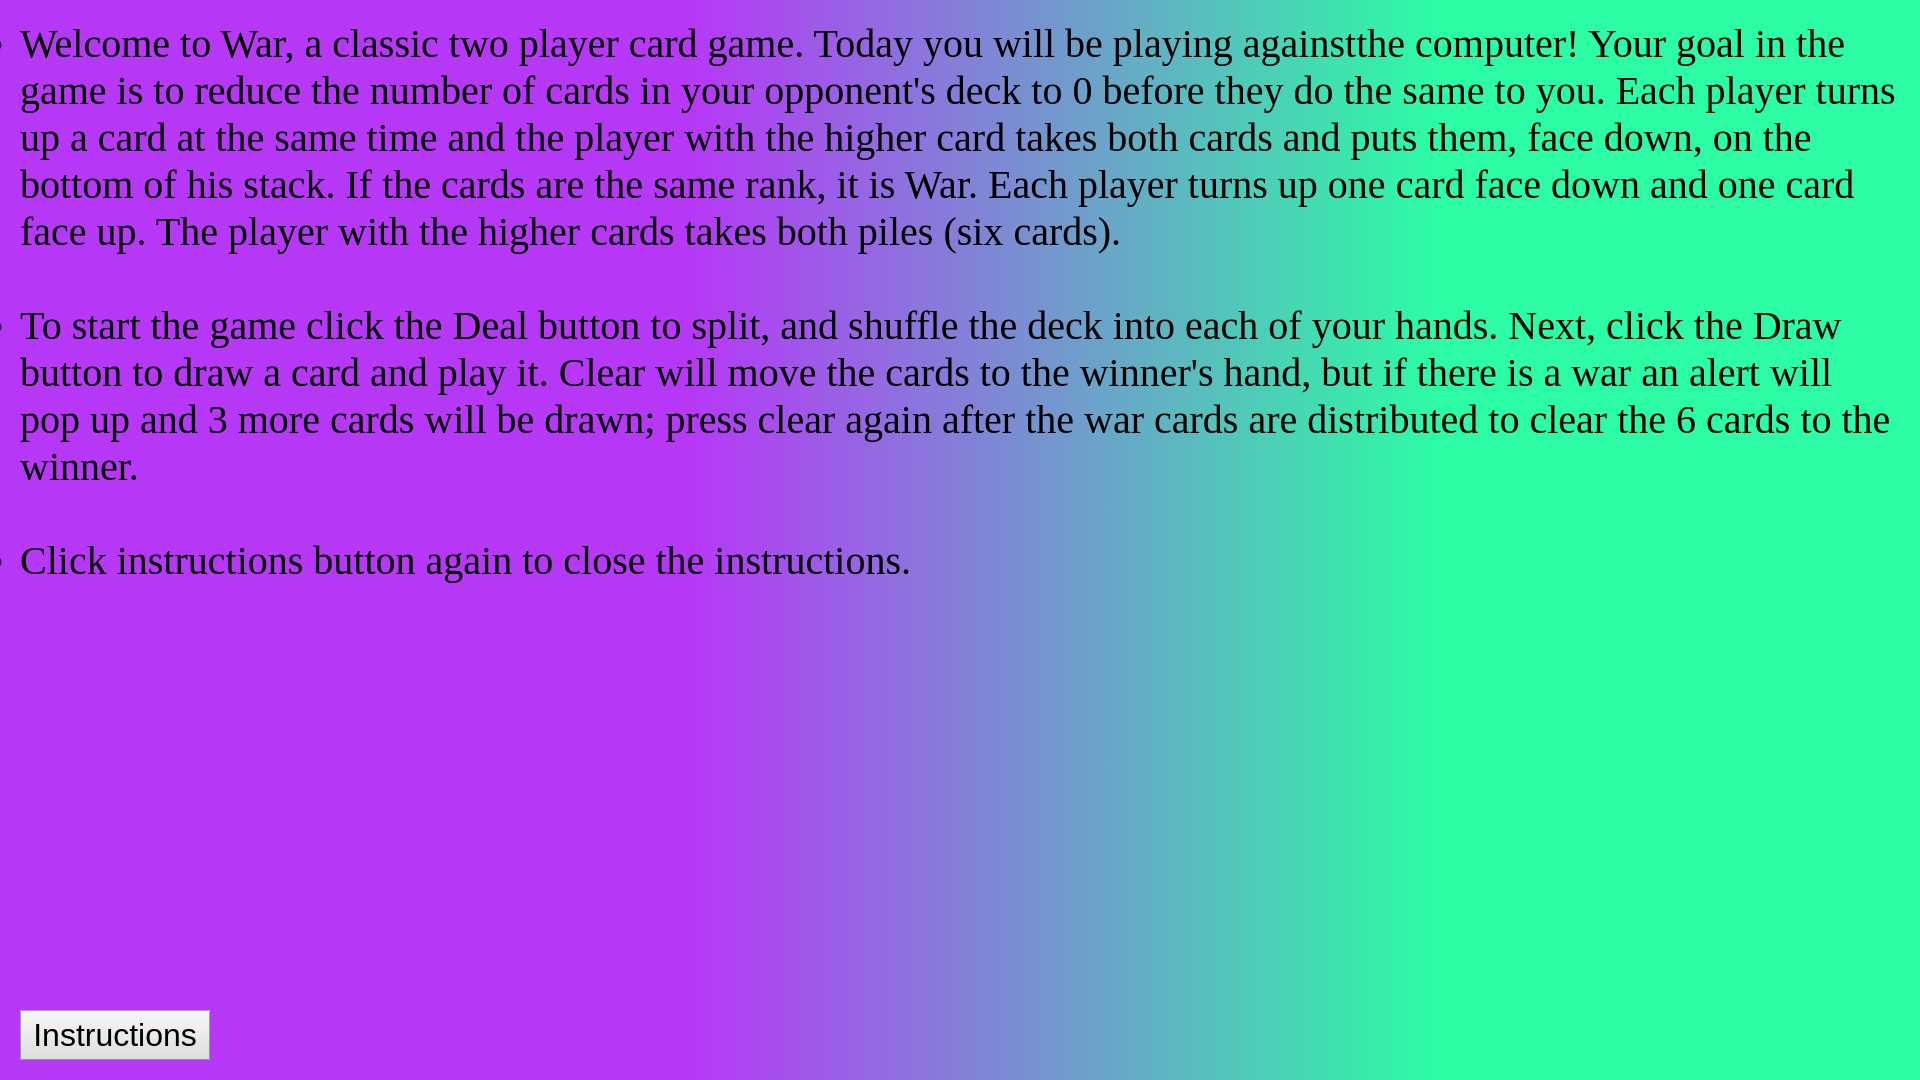 Welcome to War, a classic two player card game. Today you will be playing againstthe computer! Your goal in the
game is to reduce the number of cards in your opponent's deck to 0 before they do the same to you. Each player turns
up a card at the same time and the player with the higher card takes both cards and puts them, face down, on the
bottom of his stack. If the cards are the same rank, it is War. Each player turns up one card face down and one card
face up. The player with the higher cards takes both piles (six cards).
To start the game click the Deal button to split, and shuffle the deck into each of your hands. Next, click the Draw
button to draw a card and play it. Clear will move the cards to the winner's hand, but if there is a war an alert will
pop up and 3 more cards will be drawn; press clear again after the war cards are distributed to clear the 6 cards to the
winner.
Click instructions button again to close the instructions.
Instructions